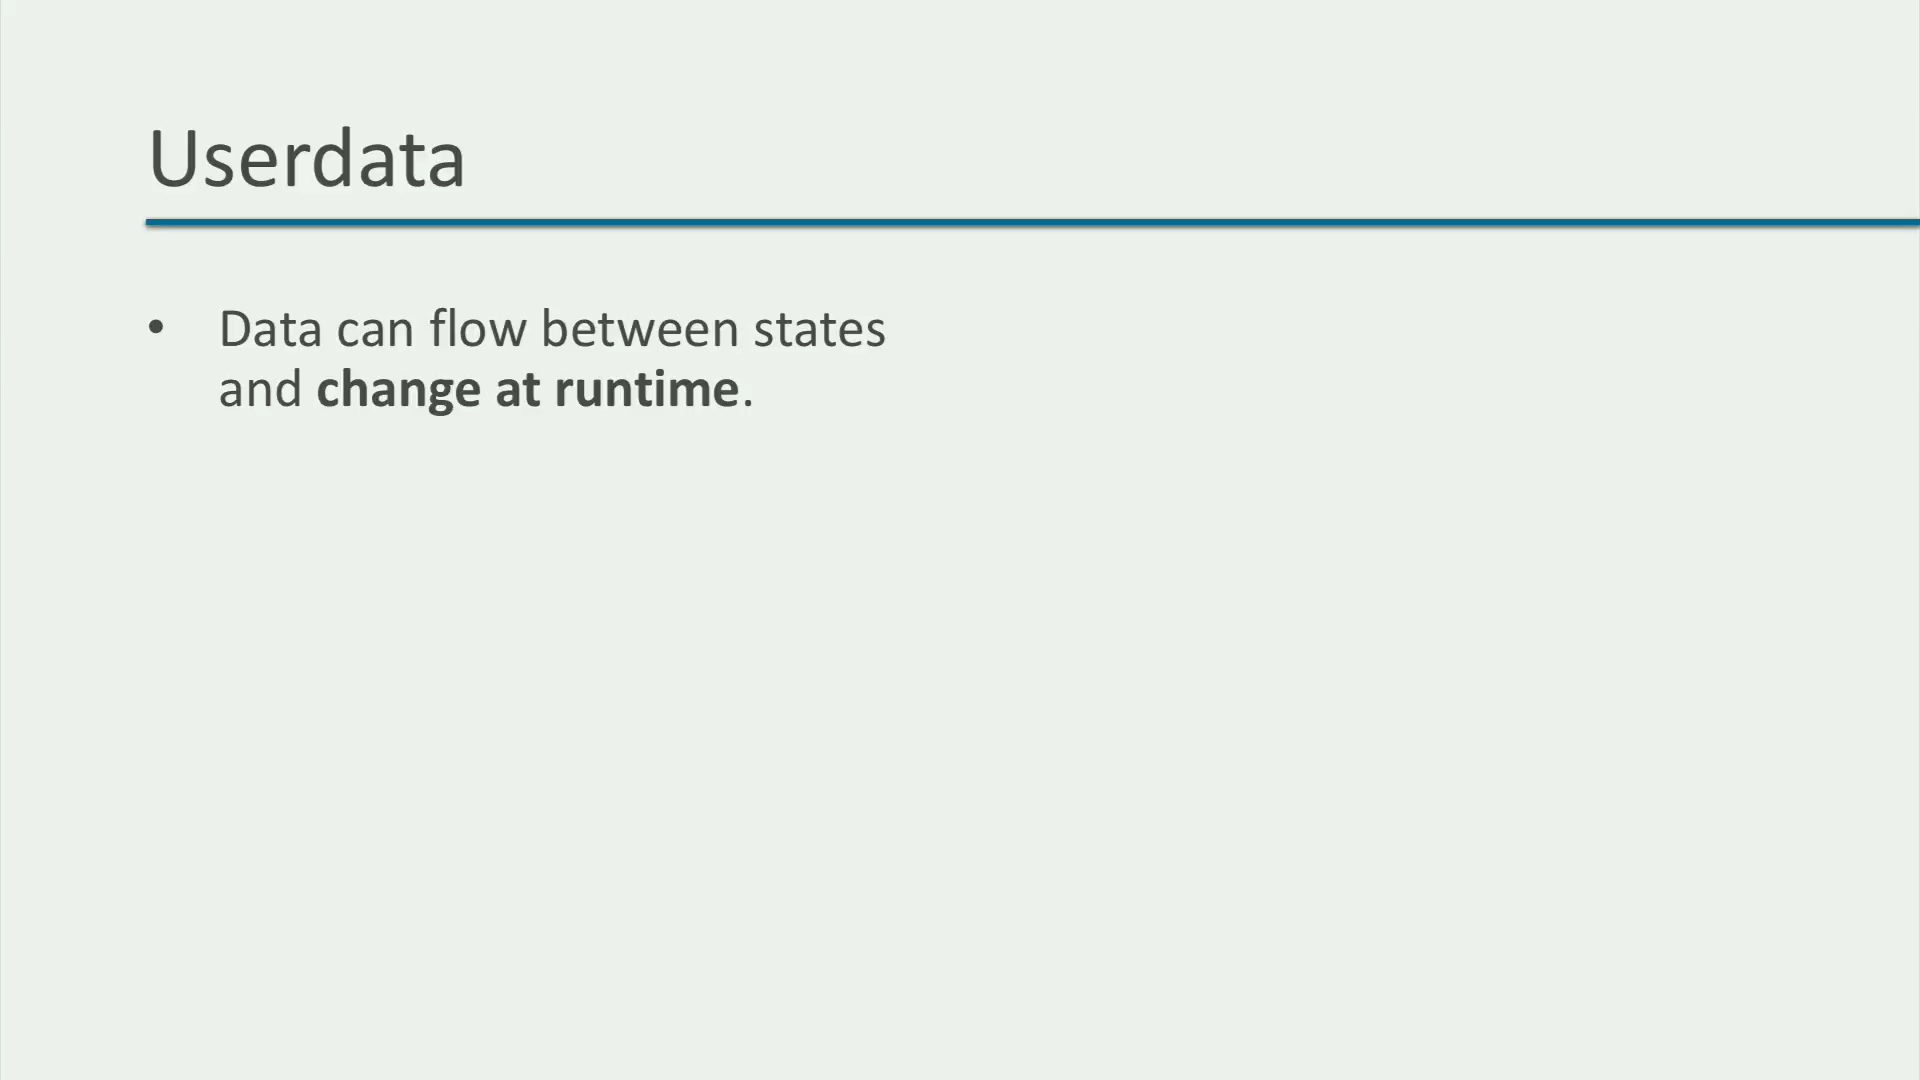 Userdata
• Data can flow between states
and change at runtime.